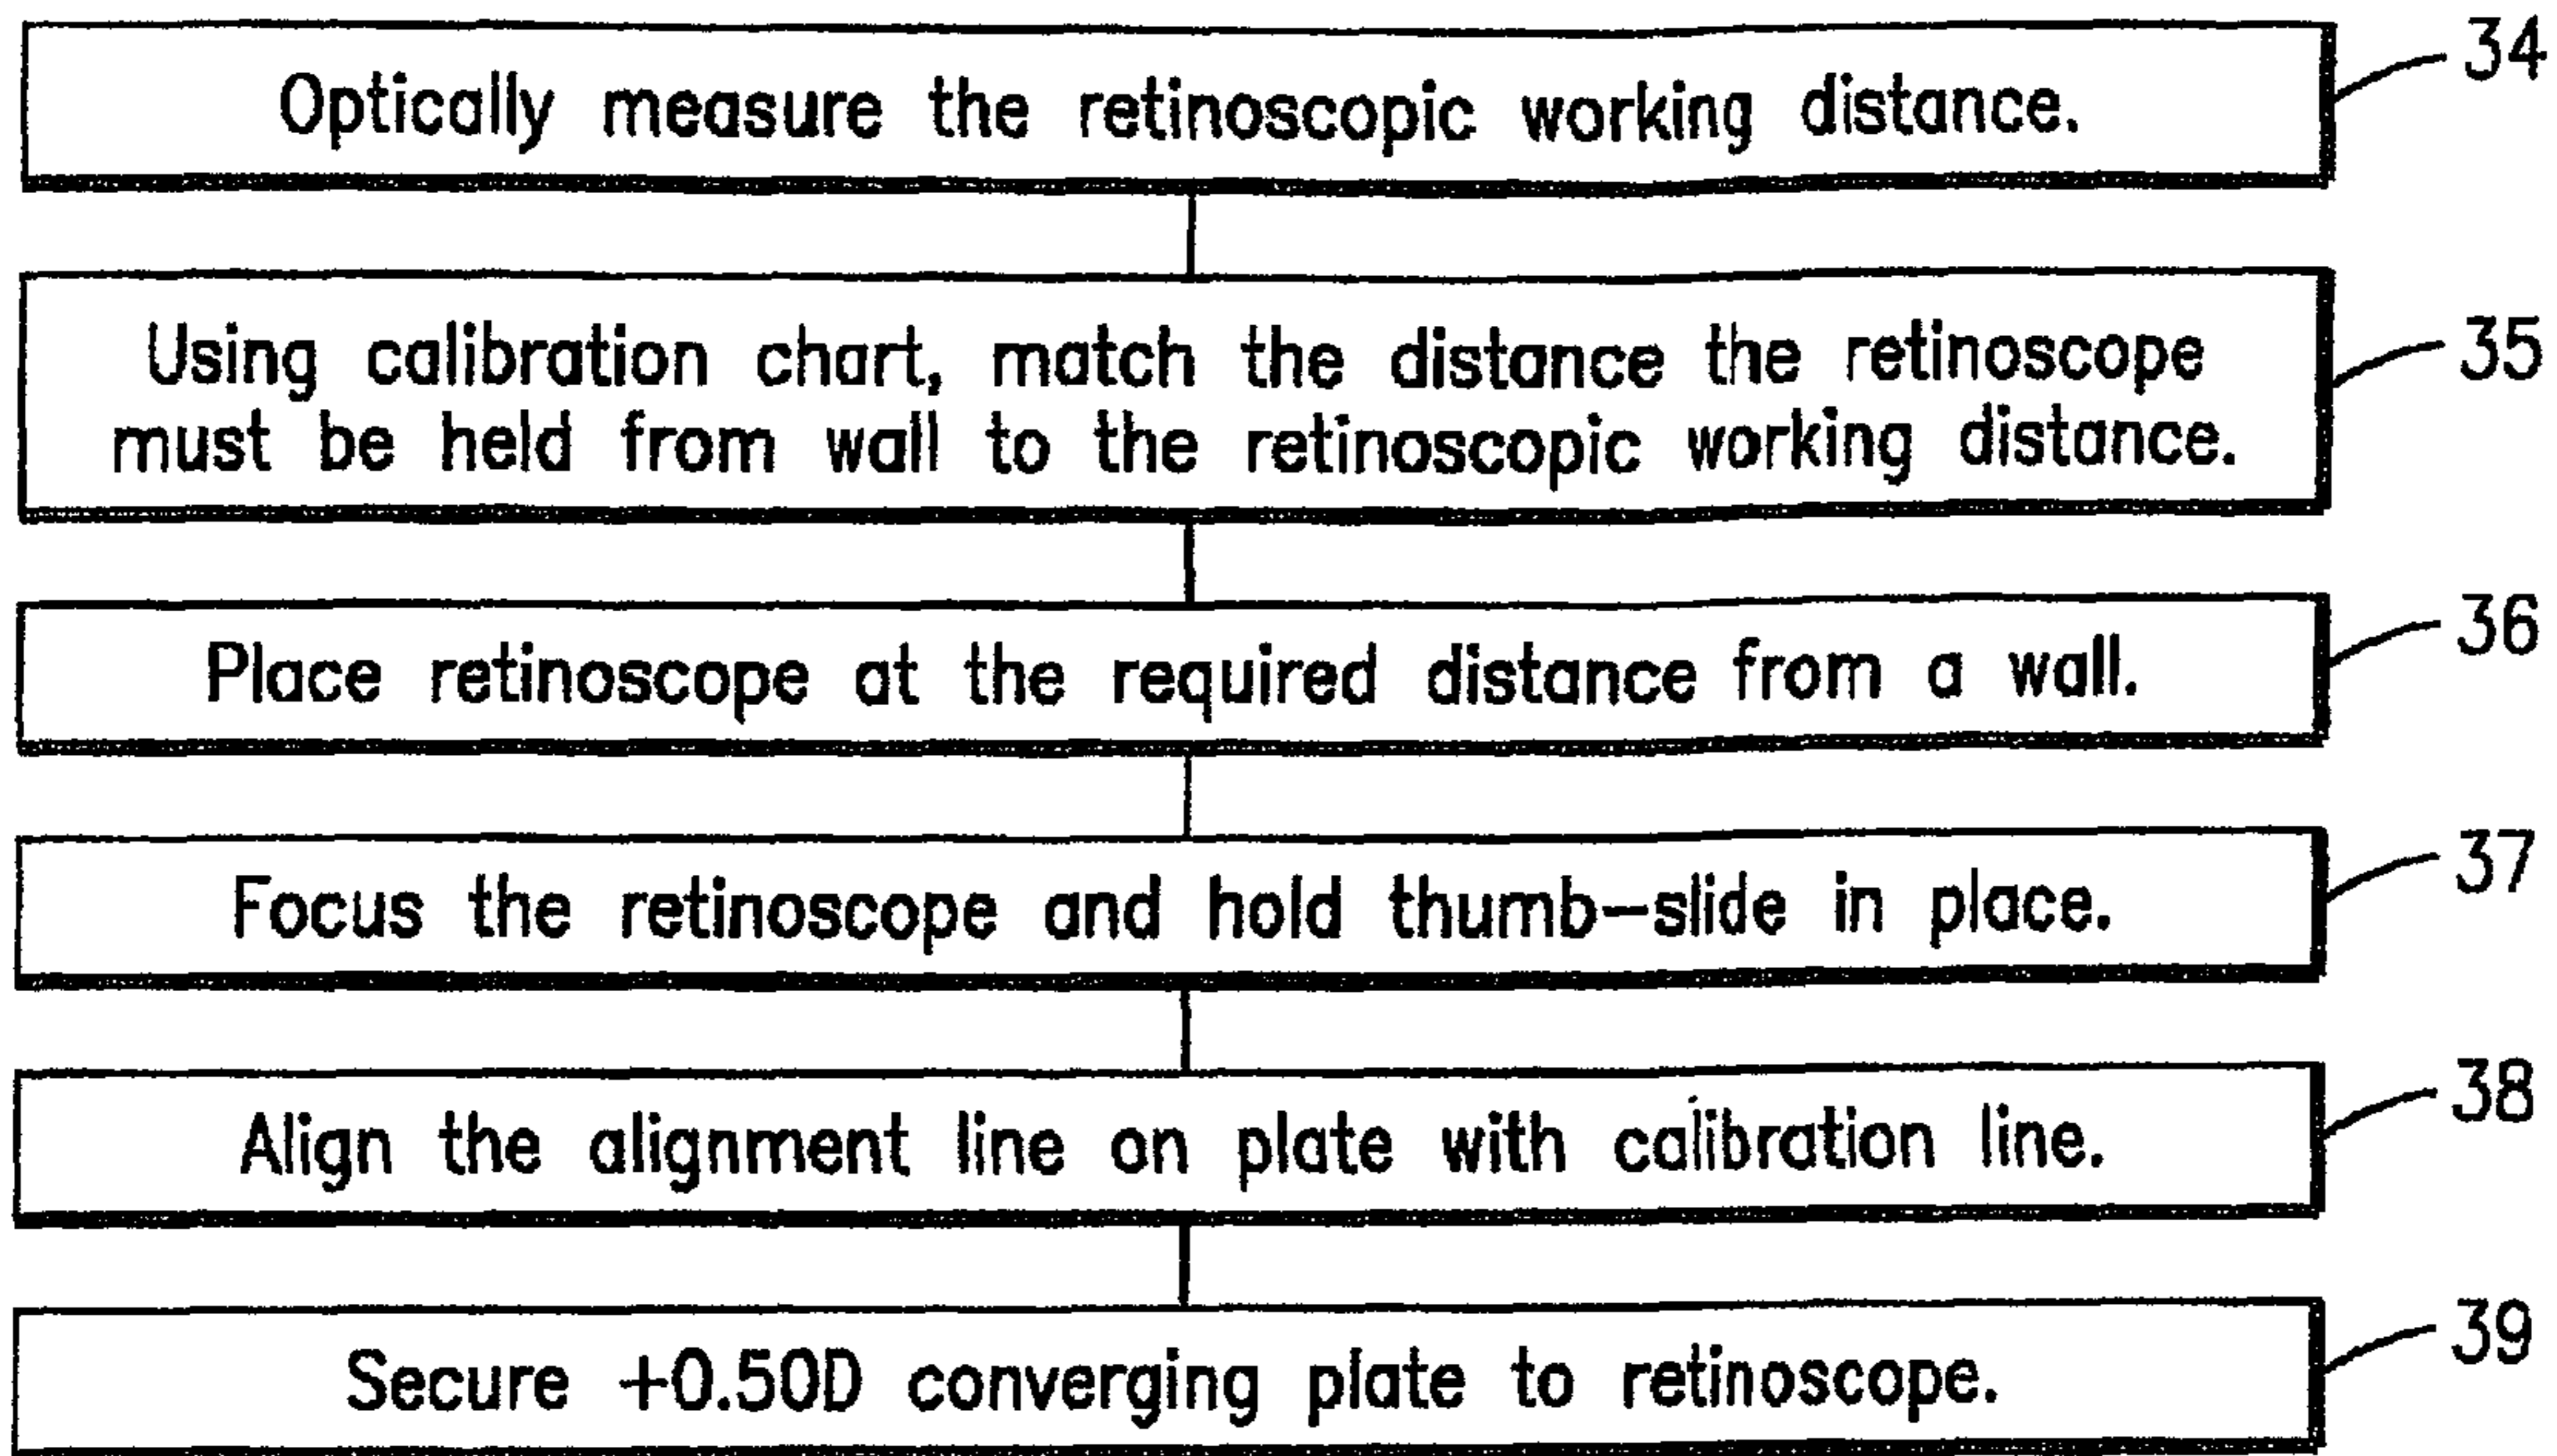 Optically measure the retinoscopic working distance.
34
Using calibration chart, match the distance the retinoscope
must be held from wall to the retinoscopic working distance.
35
Place retinoscope at the required distance from a wall.
36
Focus the retinoscope and hold thumb-slide in place.
37
Align the alignment line on plate with calibration line.
38
Secure +0.50D converging plate to retinoscope.
39